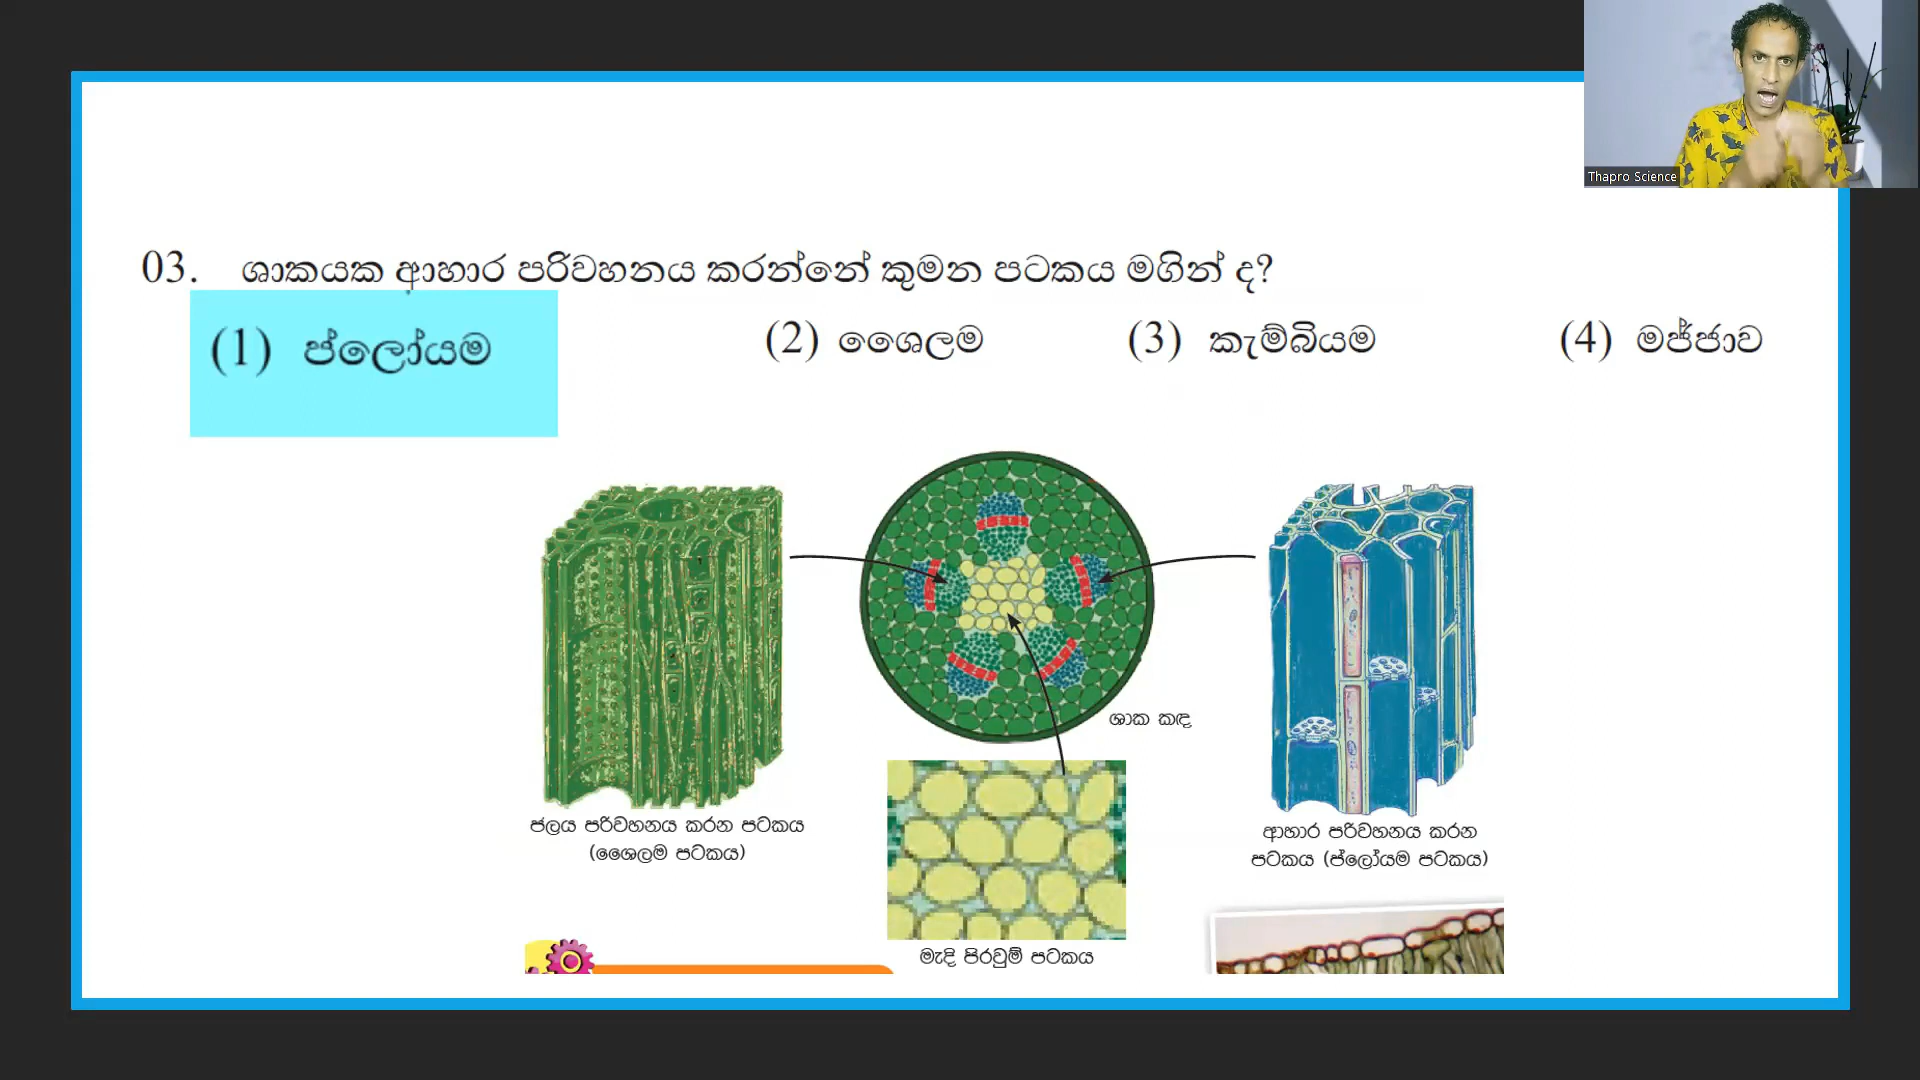 Thapro Science
03. ශාකයක ආහාර පරිවහනය කරන්නේ කුමන පටකය මගින් ද?
(1) ප්ලෝයම (2) ශෛලම (3) කැම්බියම (4) මජ්ජාව
ශාක කඳ
ජලය පරිවහනය කරන පටකය
(ශෛලම පටකය)
ආහාර පරිවහනය කරන
පටකය (ප්ලෝයම පටකය)
මැදි පිරවුම් පටකය